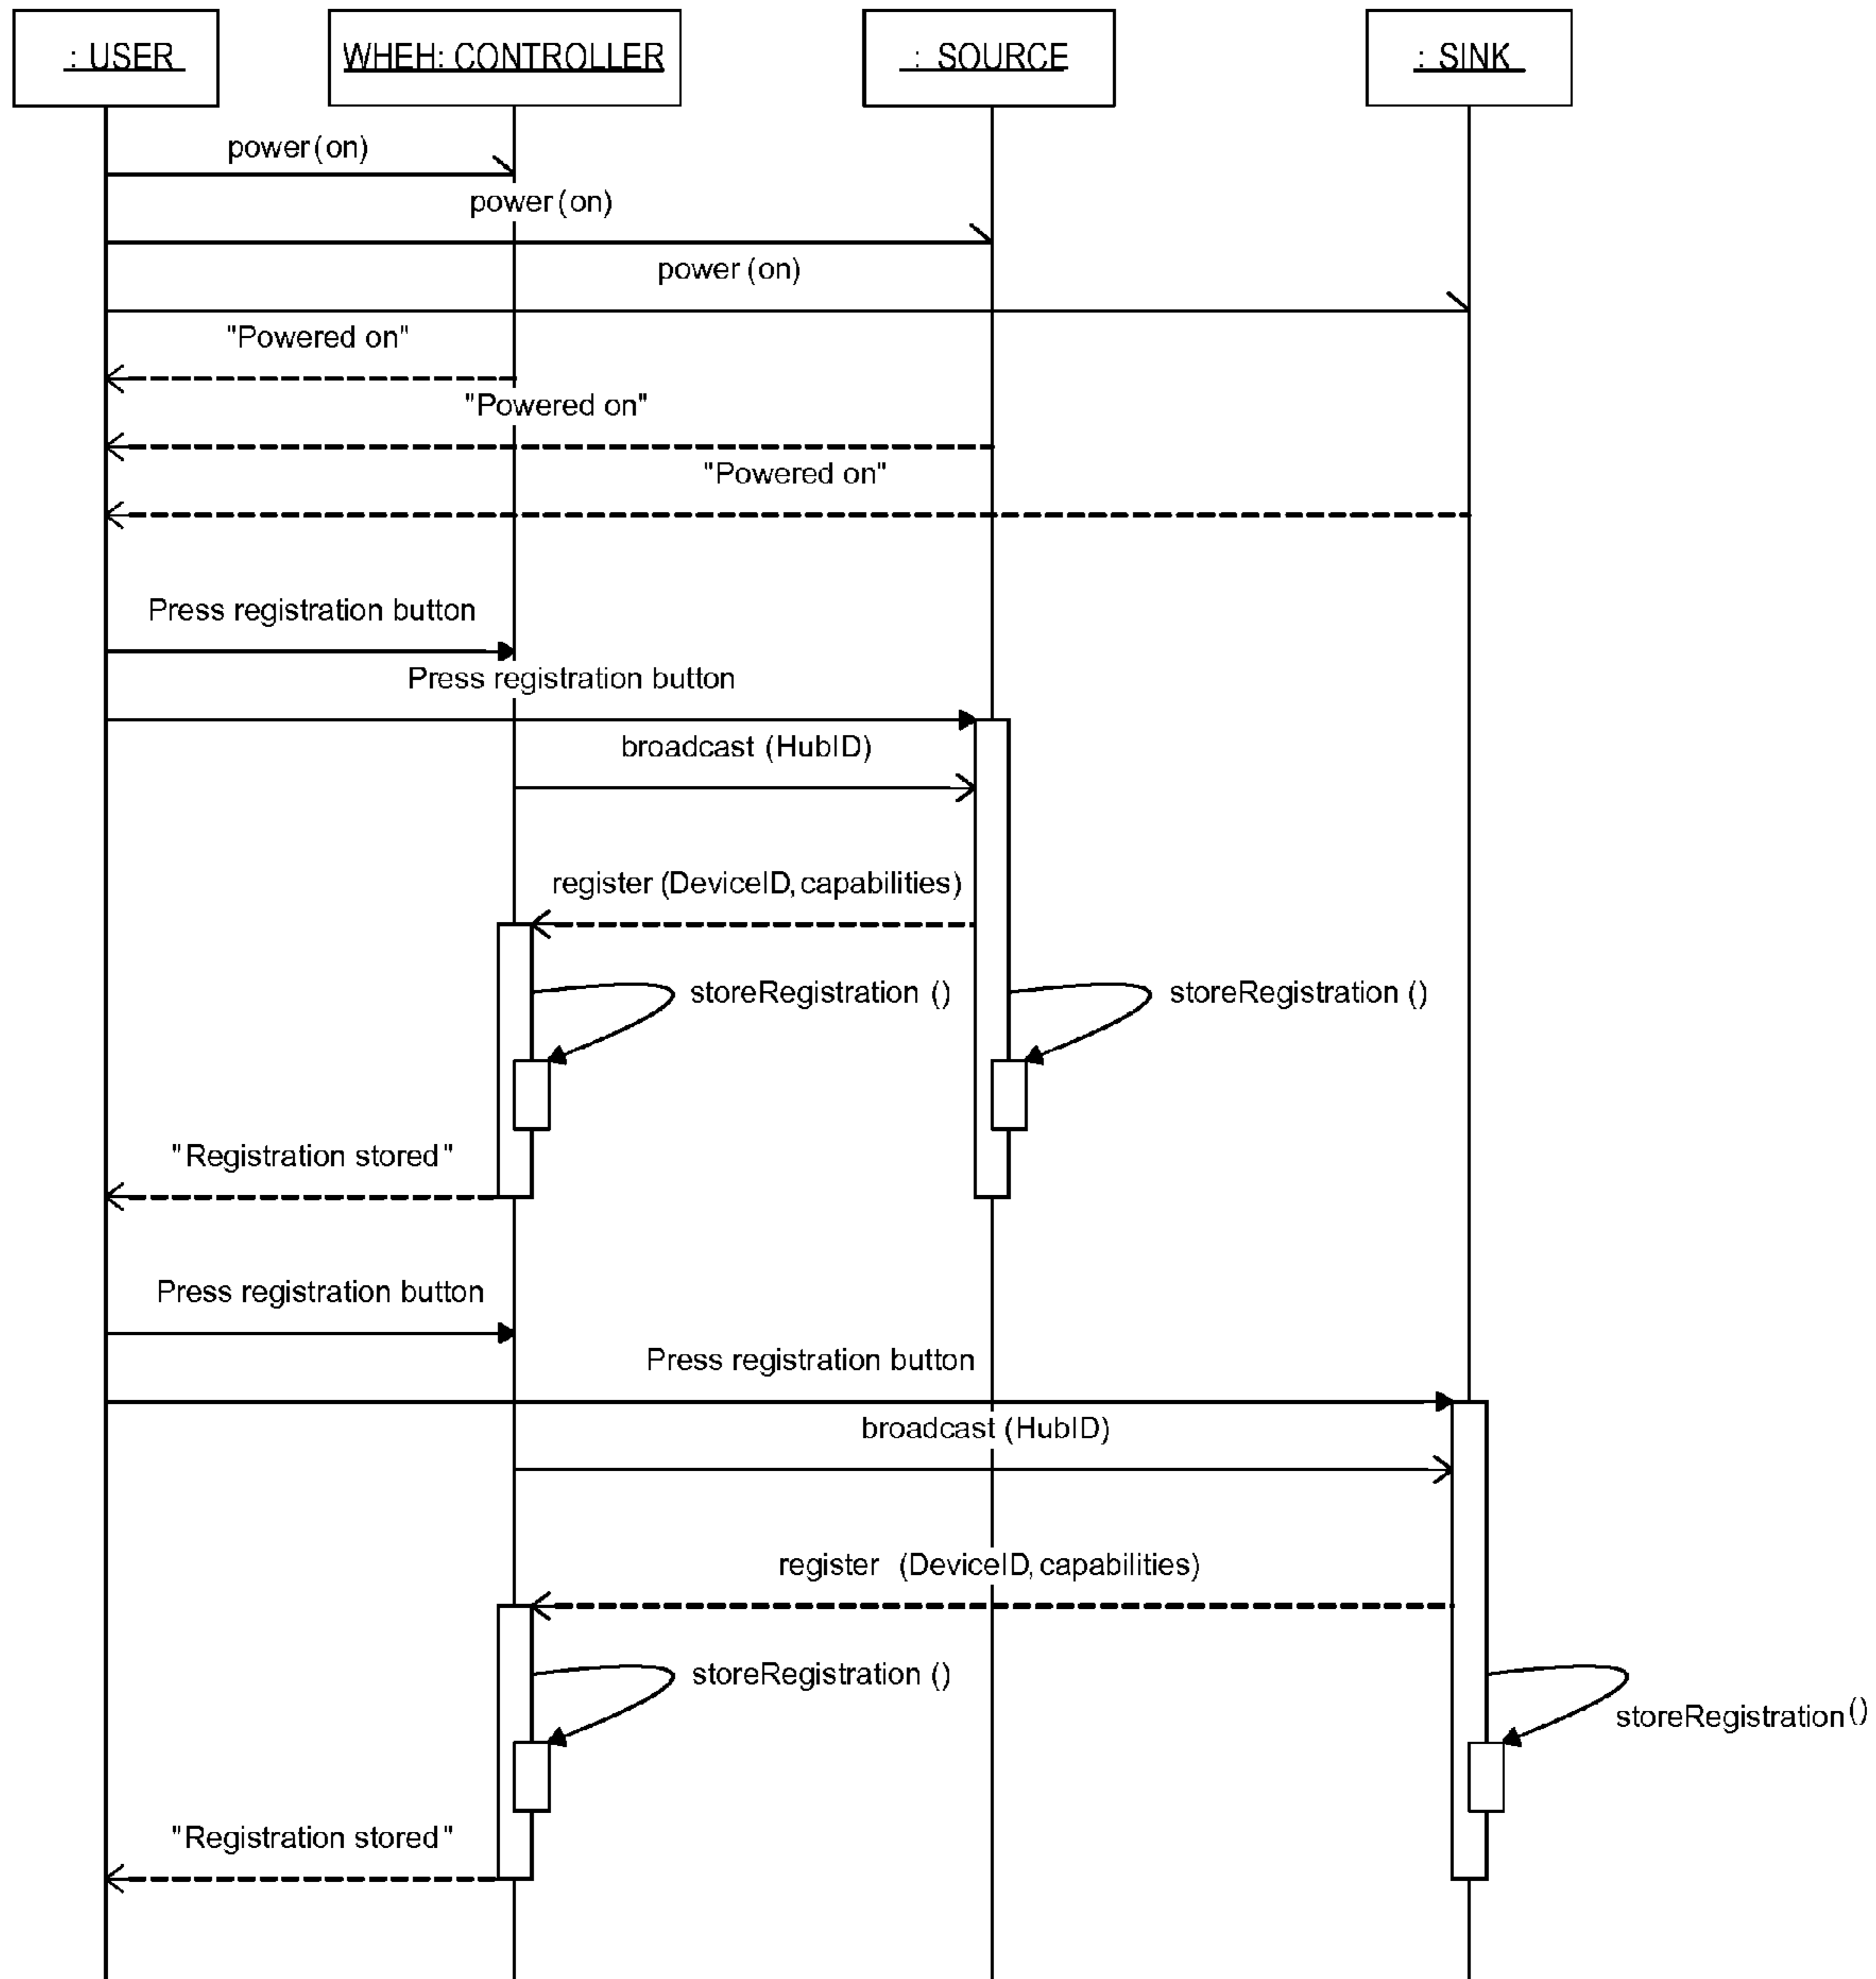 : USER
WHEH: CONTROLLER
: SOURCE
: SINK
power (on)
power (on)
power (on)
"Powered on"
"Powered on"
"Powered on"
Press registration button
Press registration button
broadcast (HubID)
register (DeviceID, capabilities)
storeRegistration ()
storeRegistration ()
"Registration stored"
Press registration button
Press registration button
broadcast (HubID)
register (DeviceID, capabilities)
storeRegistration ()
storeRegistration ()
"Registration stored"